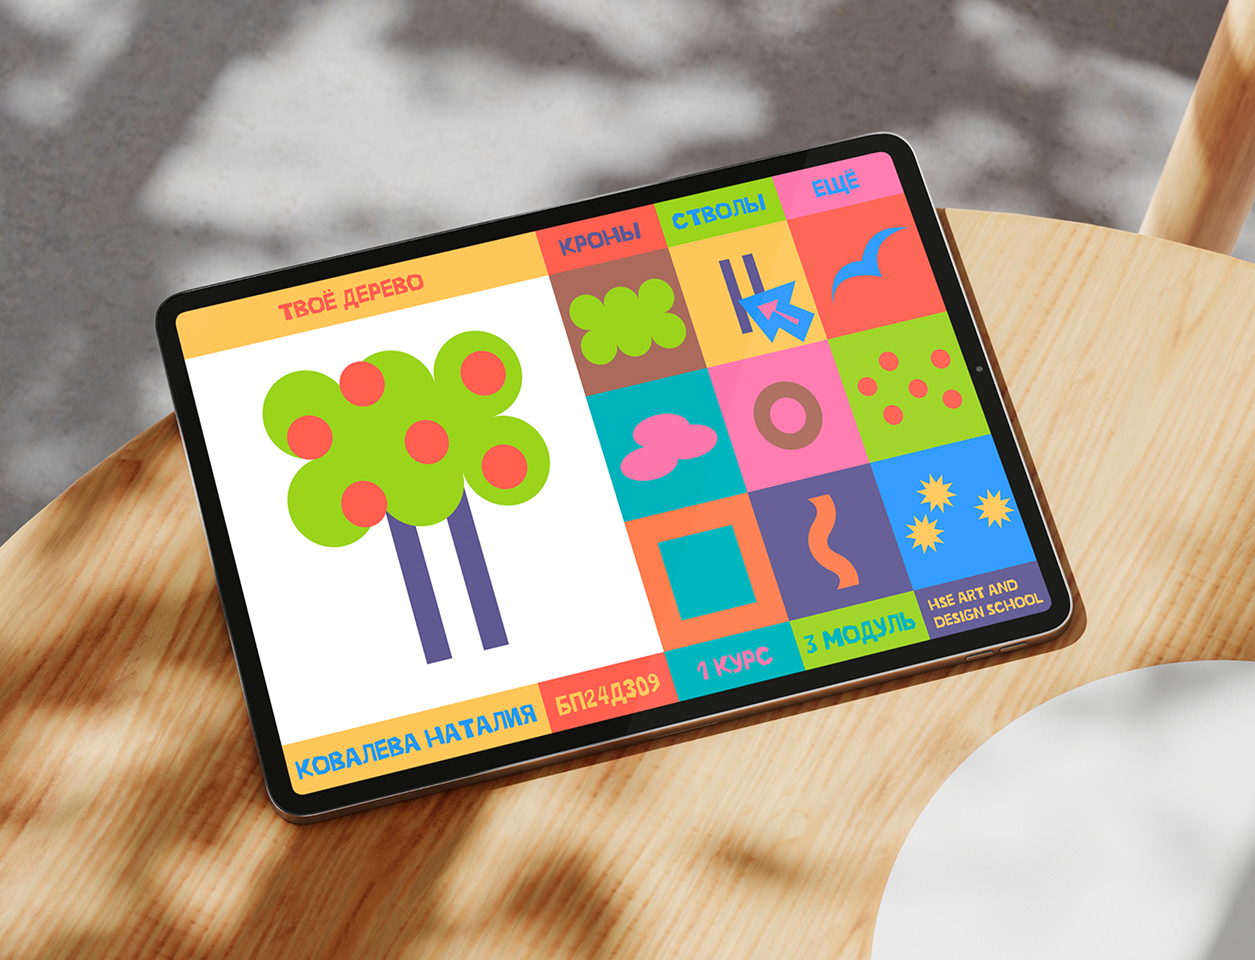 ТВОЁ ДЕРЕВО
КРОНЫ
СТВОЛЫ
ЕЩЁ
КОВАЛЕВА НАТАЛИЯ
БП24ДЗ09
1 КУРС
3 МОДУЛЬ
HSE ART AND
DESIGN SCHOOL